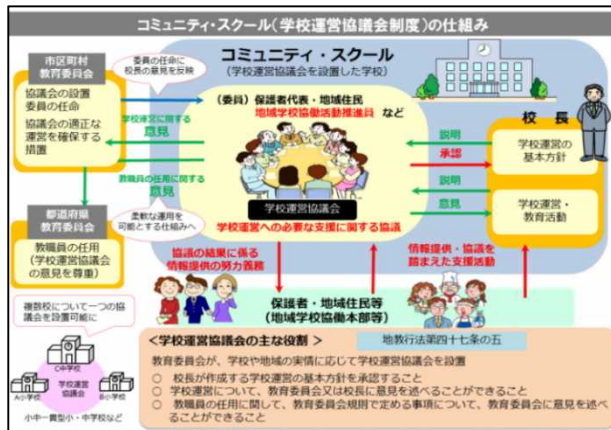 コミュニティ・スクール(学校運営協議会制度)の仕組み
市区町村
教育委員会
協議会の設置
委員の任命
協議会の適正な
運営を確保する
措置
委員の任命に
校長の意見を反映
コミュニティ・スクール
(学校運営協議会を設置した学校)
(委員)保護者代表・地域住民
地域学校協働活動推進員 など
学校運営に関する
意見
教職員の任用に関する
意見
柔軟な運用を
可能とする仕組みへ
都道府県
教育委員会
教職員の任用
(学校運営協議会
の意見を尊重)
学校運営協議会
学校運営への必要な支援に関する協議
説明
承認
説明
意見
校 長
学校運営の
基本方針
学校運営・
教育活動
協議の結果に係る
情報提供の努力義務
情報提供・協議を
踏まえた支援活動
保護者・地域住民等
(地域学校協働本部等)
複数校について一つの協
議会を設置可能に
C中学校
学校運営
協議会
A小学校
B小学校
小中一貫型小・中学校など
<学校運営協議会の主な役割 >
地教行法第四十七条の五
教育委員会が、学校や地域の実情に応じて学校運営協議会を設置
○ 校長が作成する学校運営の基本方針を承認すること
○ 学校運営について、教育委員会又は校長に意見を述べることができること
○ 教職員の任用に関して、教育委員会規則で定める事項について、教育委員会に意見を述べ
ることができること